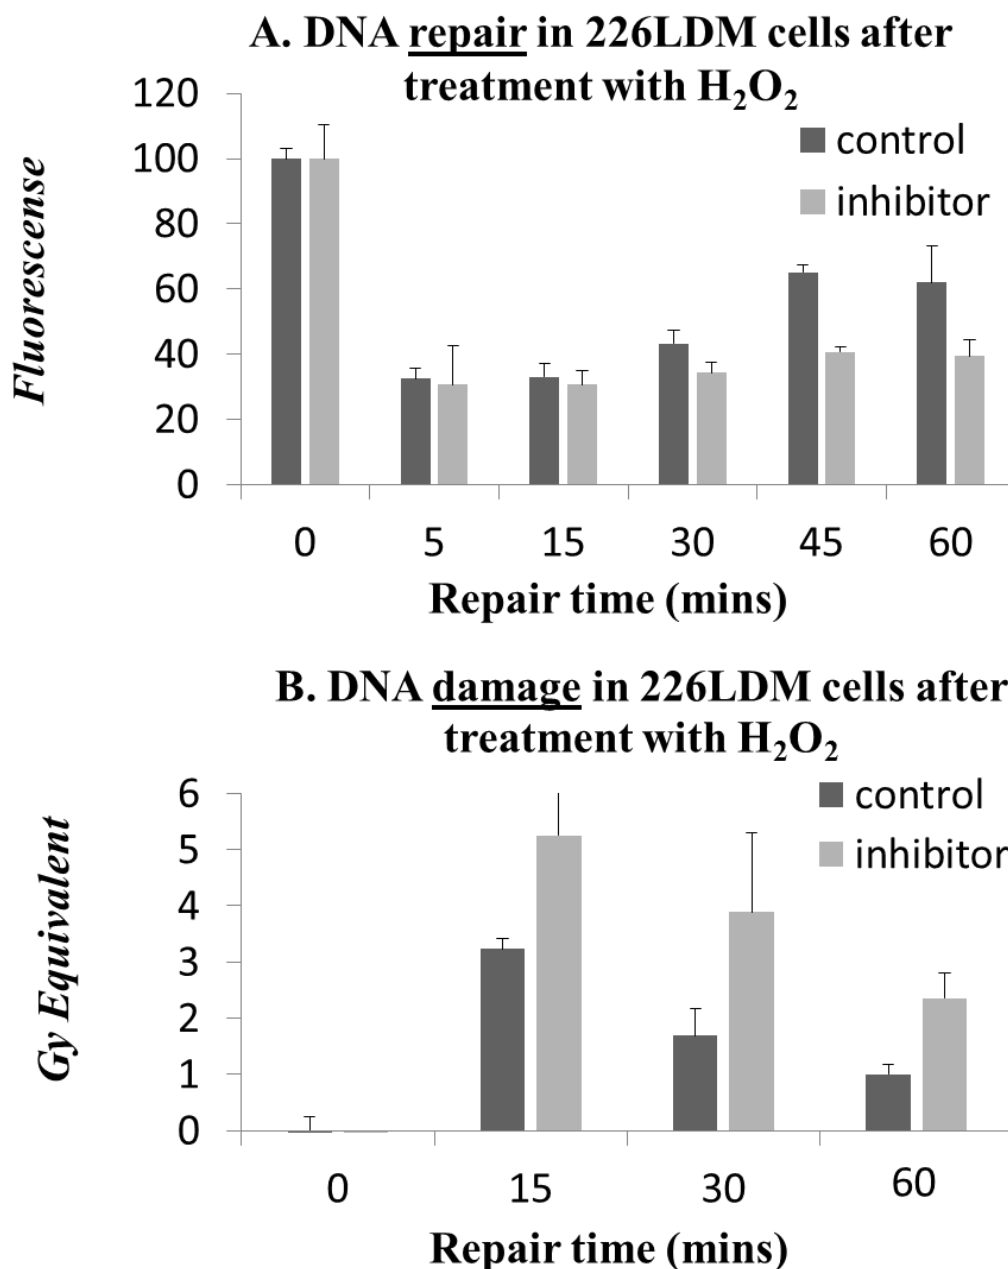 A. DNA repair in 226LDM cells after
treatment with H₂O₂
Fluorescense
120
100
80
60
40
20
0
control
inhibitor
0 5 15 30 45 60
Repair time (mins)
B. DNA damage in 226LDM cells after
treatment with H₂O₂
Gy Equivalent
6
5
4
3
2
1
0
control
inhibitor
0 15 30 60
Repair time (mins)